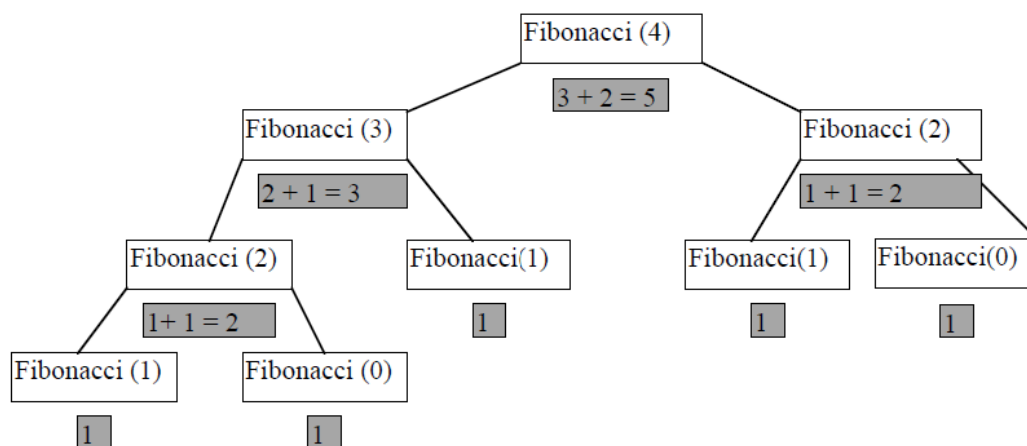 Fibonacci (4)
3 + 2 = 5
Fibonacci (3)
Fibonacci (2)
2 + 1 = 3
1 + 1 = 2
Fibonacci (2)
Fibonacci(1)
Fibonacci(1)
Fibonacci(0)
1+ 1 = 2
1
1
1
Fibonacci (1)
Fibonacci (0)
1
1